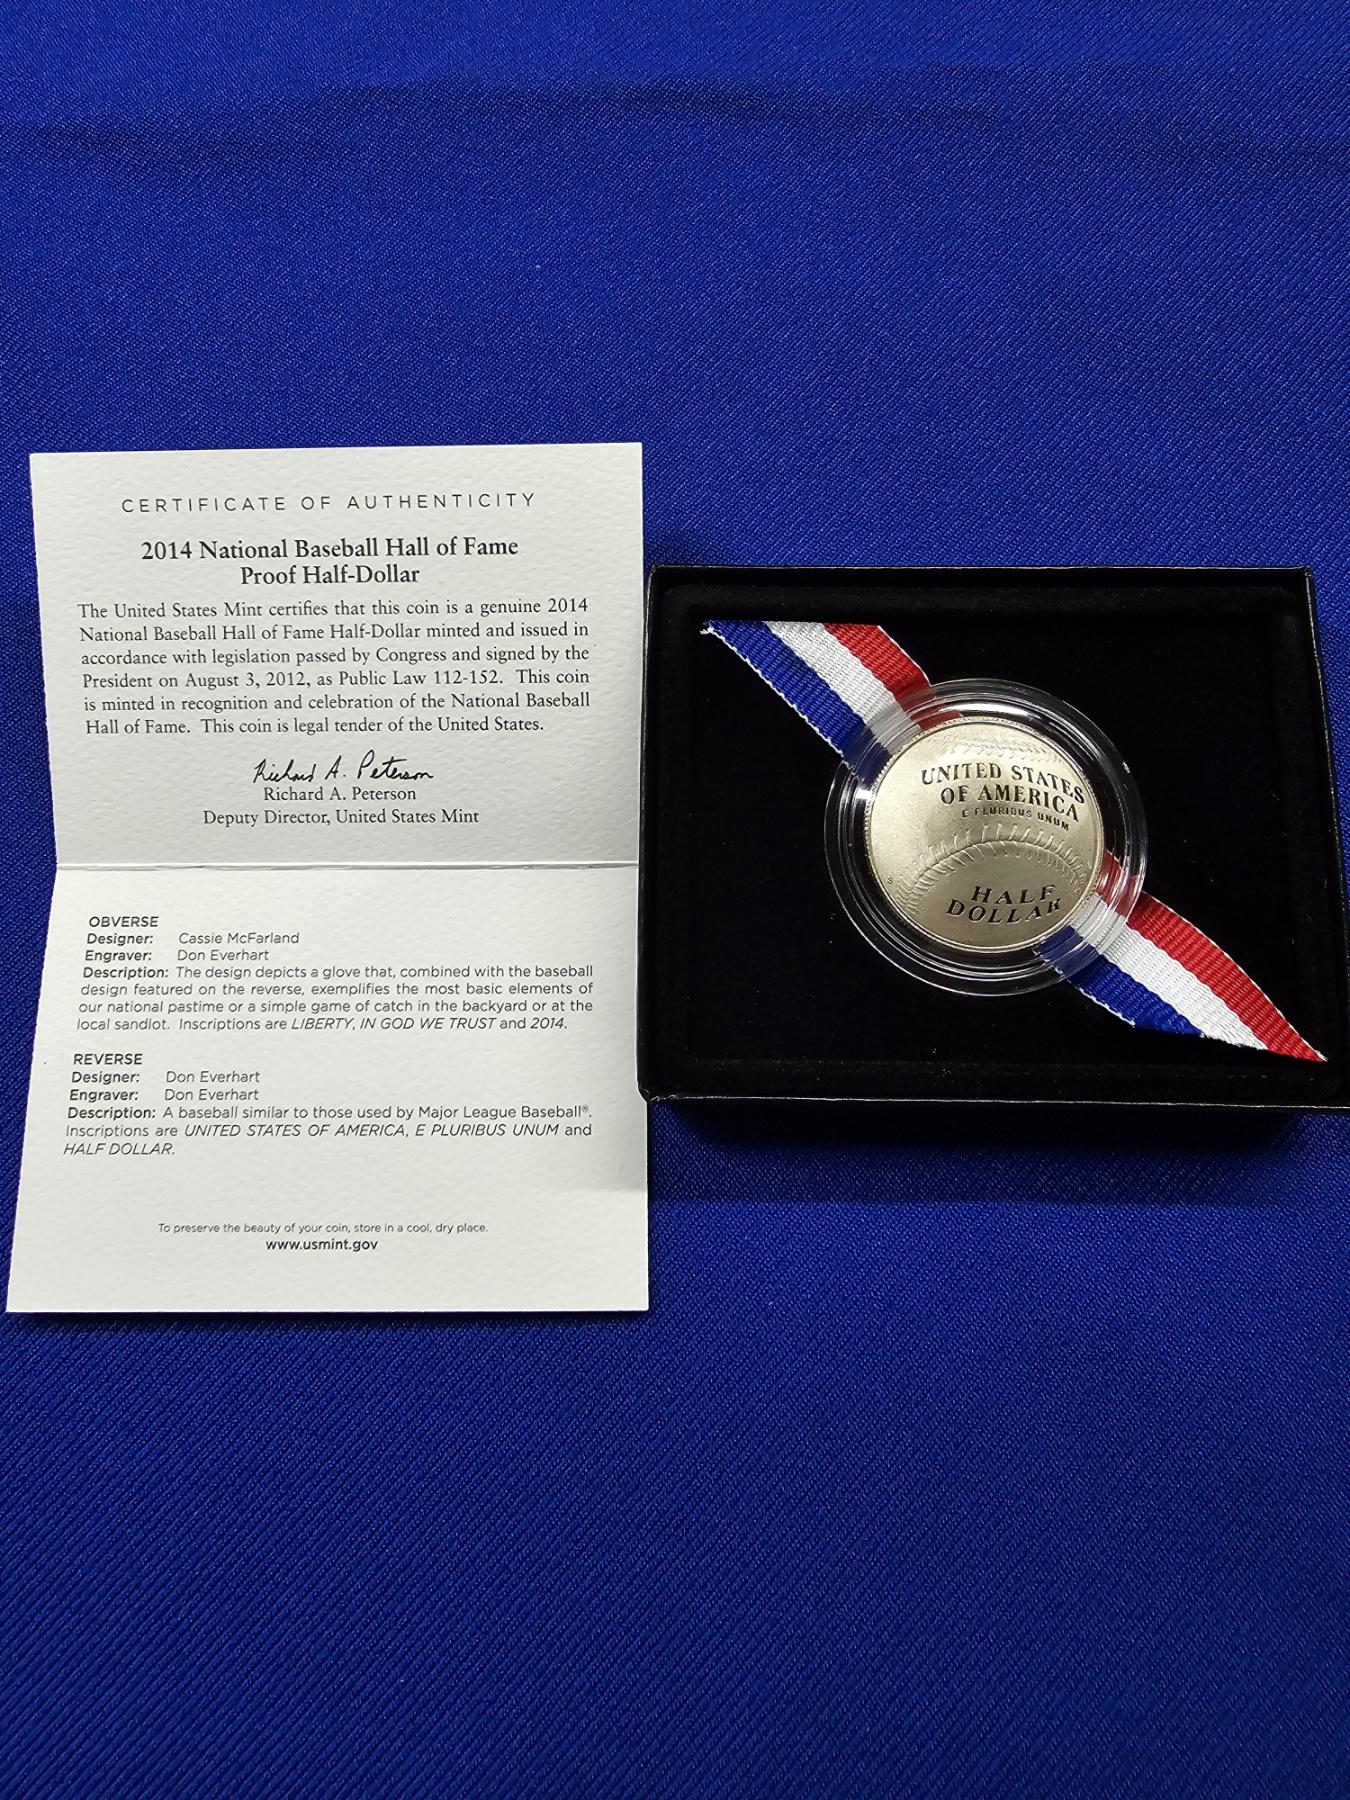 CERTIFICATE OF AUTHENTICITY
2014 National Baseball Hall of Fame
Proof Half-Dollar
The United States Mint certifies that this coin is a genuine 2014
National Baseball Hall of Fame Half-Dollar minted and issued in
accordance with legislation passed by Congress and signed by the
President on August 3, 2012, as Public Law 112-152. This coin
is minted in recognition and celebration of the National Baseball
Hall of Fame. This coin is legal tender of the United States.
Richard A. Peterson
Richard A. Peterson
Deputy Director, United States Mint
OBVERSE
Designer: Cassie McFarland
Engraver: Don Everhart
Description: The design depicts a glove that, combined with the baseball
design featured on the reverse, exemplifies the most basic elements of
our national pastime or a simple game of catch in the backyard or at the
local sandlot. Inscriptions are LIBERTY, IN GOD WE TRUST and 2014.
REVERSE
Designer: Don Everhart
Engraver: Don Everhart
Description: A baseball similar to those used by Major League Baseball®.
Inscriptions are UNITED STATES OF AMERICA, E PLURIBUS UNUM and
HALF DOLLAR.
To preserve the beauty of your coin, store in a cool, dry place.
www.usmint.gov
UNITED STATES
OF AMERICA
E PLURIBUS UNUM
S
HALF
DOLLAR